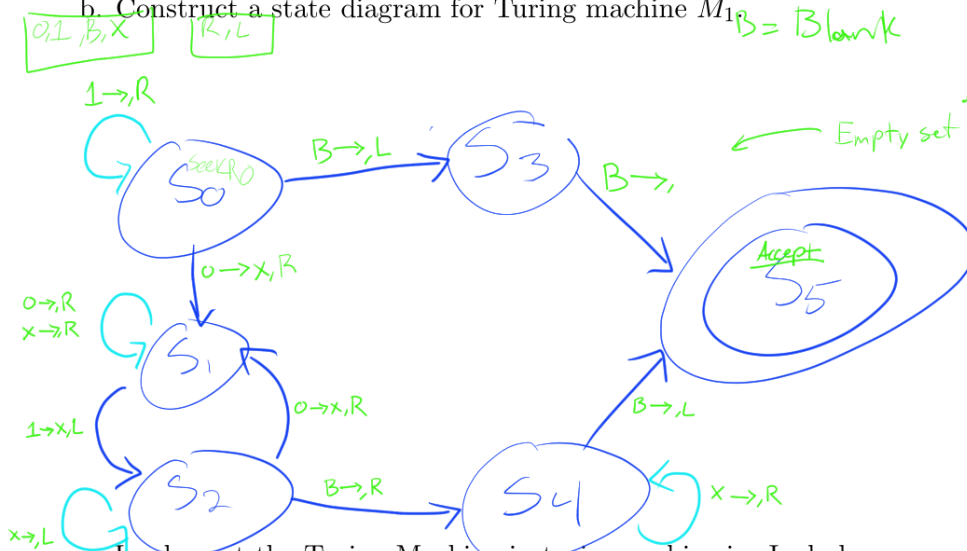 b. Construct a state diagram for Turing machine M₁.
0,1,B,X
R,L
B = Blank
1→,R
Empty set
B→,L
S3
SeekR0
S0
B→,
Accept
S5
0→x,R
0→,R
x→,R
S1
0→x,R
B→,L
1→x,L
S2
B→,R
S4
x→,R
x→,L